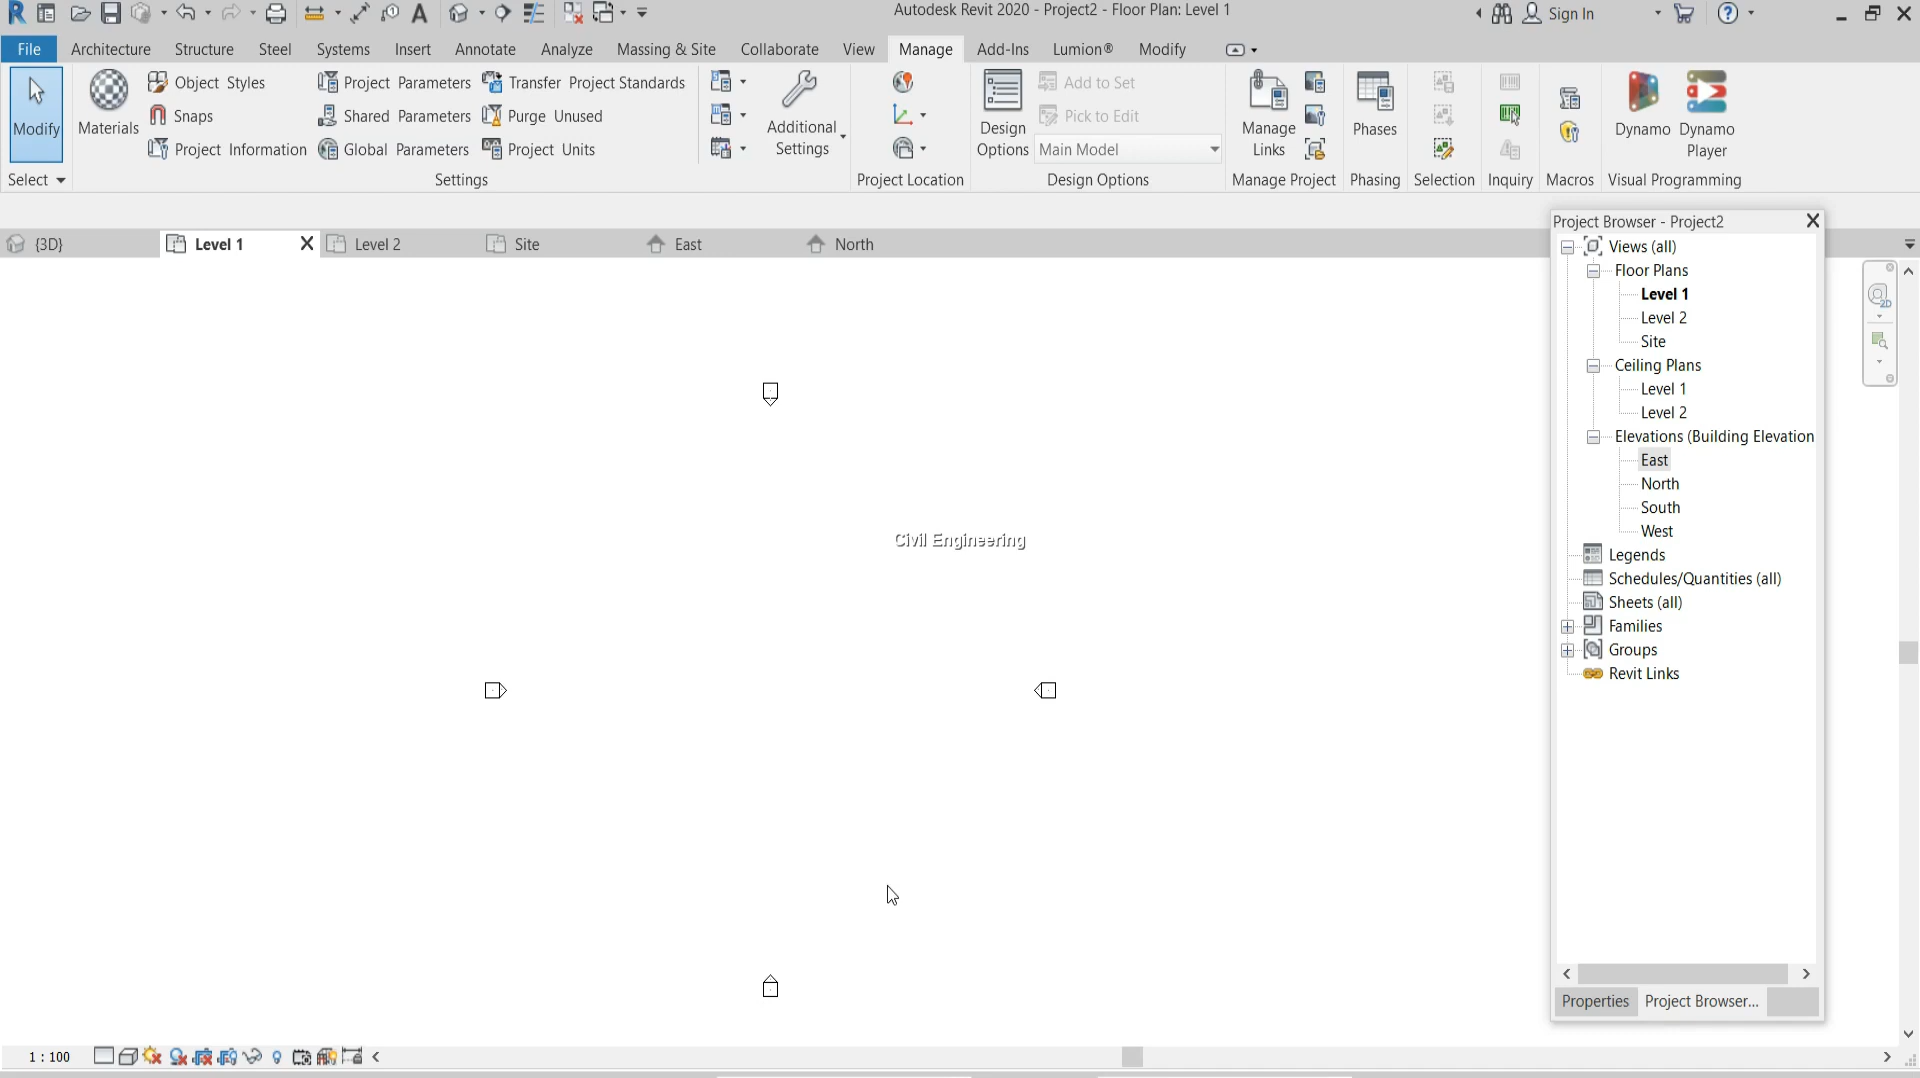 Autodesk Revit 2020 - Project2 - Floor Plan: Level 1
Sign In
File Architecture Structure Steel Systems Insert Annotate Analyze Massing & Site Collaborate View Manage Add-Ins Lumion® Modify
Modify
Select
Materials
Object Styles
Snaps
Project Information
Project Parameters
Shared Parameters
Global Parameters
Transfer Project Standards
Purge Unused
Project Units
Settings
Additional
Settings
Project Location
Design
Options
Add to Set
Pick to Edit
Main Model
Design Options
Manage
Links
Manage Project
Phases
Phasing
Selection
Inquiry
Macros
Dynamo
Dynamo
Player
Visual Programming
{3D} Level 1 Level 2 Site East North
Civil Engineering
Project Browser - Project2
Views (all)
Floor Plans
Level 1
Level 2
Site
Ceiling Plans
Level 1
Level 2
Elevations (Building Elevation
East
North
South
West
Legends
Schedules/Quantities (all)
Sheets (all)
Families
Groups
Revit Links
Properties Project Browser...
2D
1 : 100